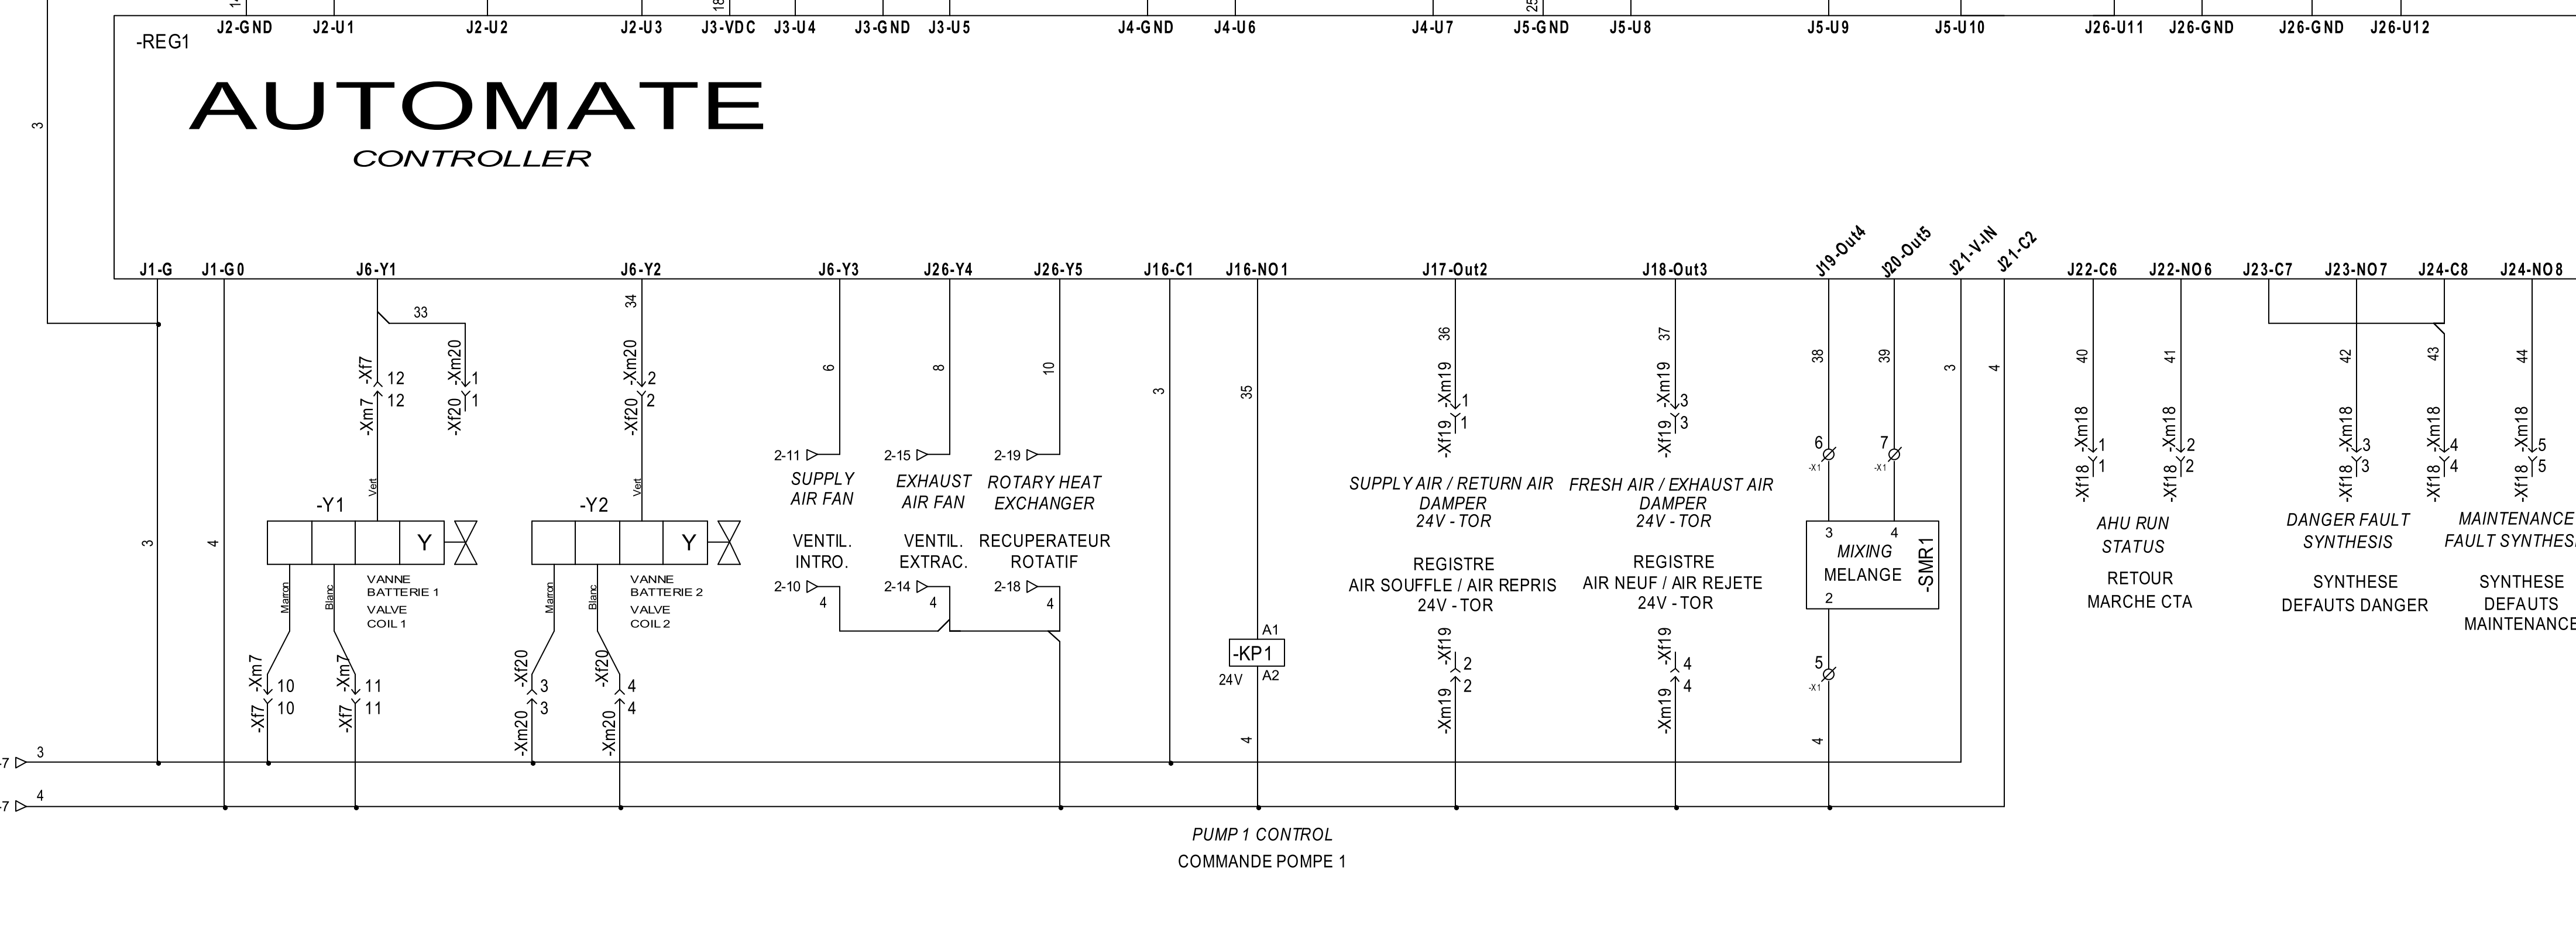 J2-GND J2-U1 J2-U2 J2-U3 J3-VDC J3-U4 J3-GND J3-U5 J4-GND J4-U6 J4-U7 J5-GND J5-U8 J5-U9 J5-U10 J26-U11 J26-GND J26-GND J26-U12
-REG1
AUTOMATE
CONTROLLER
3
J1-G J1-G0 J6-Y1 J6-Y2 J6-Y3 J26-Y4 J26-Y5 J16-C1 J16-NO1 J17-Out2 J18-Out3 J19-Out4 J20-Out5 J21-V-IN J21-C2 J22-C6 J22-NO6 J23-C7 J23-NO7 J24-C8 J24-NO8
3
4
33
-Xf7 12
-Xm7 12
-Xm20 1
-Xf20 1
Vert
-Y1
Y
VANNE
BATTERIE 1
VALVE
COIL 1
Marron
Blanc
-Xm7 10
-Xf7 10
-Xm7 11
-Xf7 11
34
-Xm20 2
-Xf20 2
Vert
-Y2
Y
VANNE
BATTERIE 2
VALVE
COIL 2
Marron
Blanc
-Xf20 3
-Xm20 3
-Xf20 4
-Xm20 4
6
2-11
SUPPLY
AIR FAN
VENTIL.
INTRO.
2-10
4
8
2-15
EXHAUST
AIR FAN
VENTIL.
EXTRAC.
2-14
4
10
2-19
ROTARY HEAT
EXCHANGER
RECUPERATEUR
ROTATIF
2-18
4
3
35
A1
-KP1
24V A2
4
36
-Xm19 1
-Xf19 1
SUPPLY AIR / RETURN AIR
DAMPER
24V - TOR
REGISTRE
AIR SOUFFLE / AIR REPRIS
24V - TOR
-Xf19 2
-Xm19 2
37
-Xm19 3
-Xf19 3
FRESH AIR / EXHAUST AIR
DAMPER
24V - TOR
REGISTRE
AIR NEUF / AIR REJETE
24V - TOR
-Xf19 4
-Xm19 4
38
39
6
-X1
7
-X1
3 4
MIXING
MELANGE
-SMR1
2
5
-X1
4
3
4
40
-Xm18 1
-Xf18 1
41
-Xm18 2
-Xf18 2
AHU RUN
STATUS
RETOUR
MARCHE CTA
42
-Xm18 3
-Xf18 3
43
-Xm18 4
-Xf18 4
DANGER FAULT
SYNTHESIS
SYNTHESE
DEFAUTS DANGER
44
-Xm18 5
-Xf18 5
MAINTENANCE
FAULT SYNTHES
SYNTHESE
DEFAUTS
MAINTENANCE
-7 3
-7 4
PUMP 1 CONTROL
COMMANDE POMPE 1